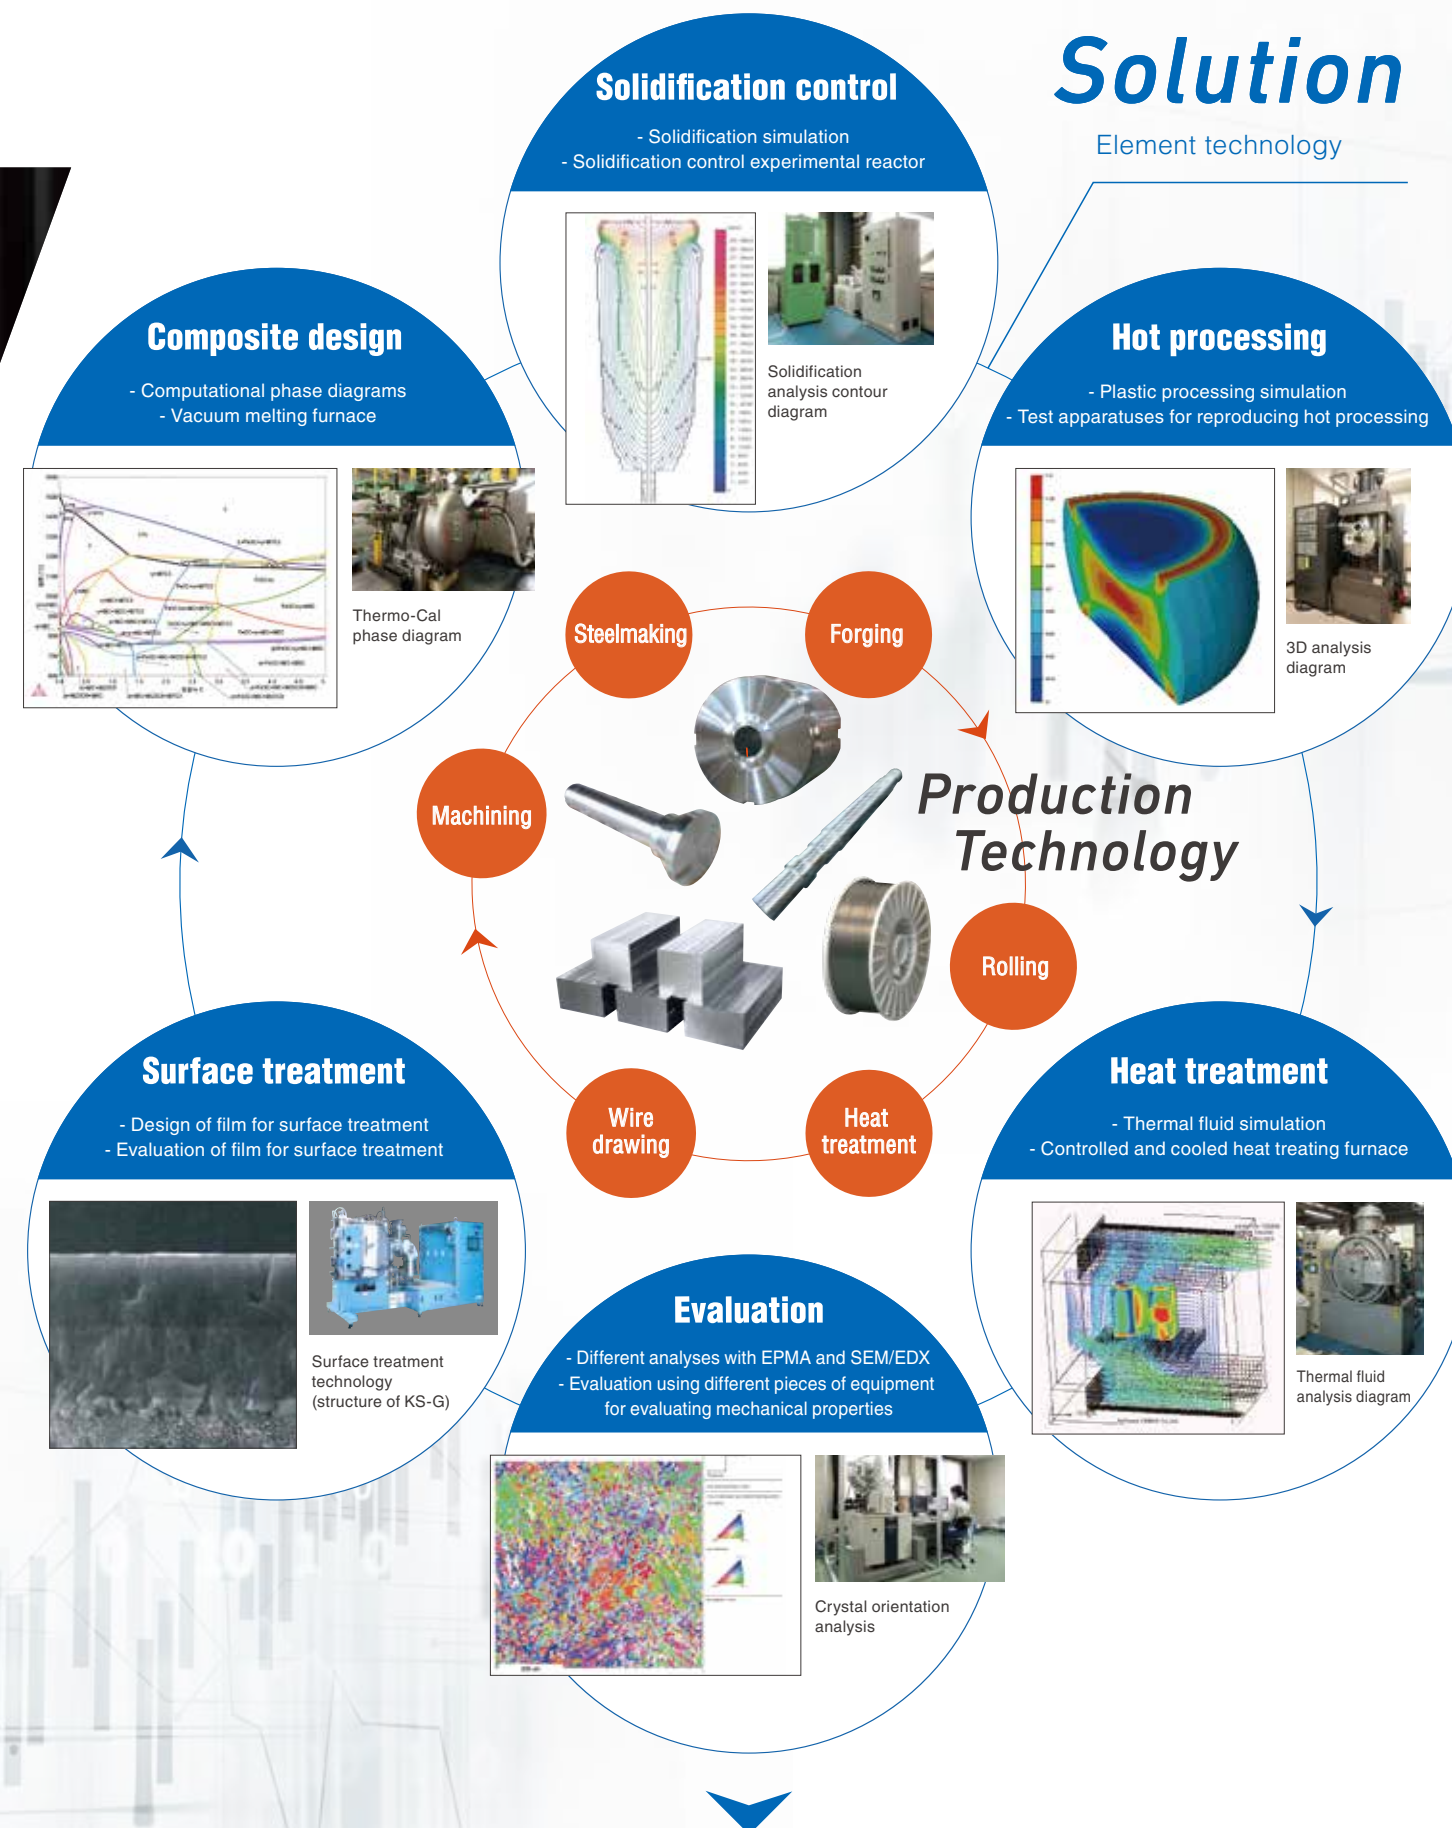 Solution
Element technology
Solidification control
- Solidification simulation
- Solidification control experimental reactor
Solidification
analysis contour
diagram
Composite design
- Computational phase diagrams
- Vacuum melting furnace
Thermo-Cal
phase diagram
Hot processing
- Plastic processing simulation
- Test apparatuses for reproducing hot processing
3D analysis
diagram
Steelmaking
Forging
Machining
Production
Technology
Rolling
Wire
drawing
Heat
treatment
Surface treatment
- Design of film for surface treatment
- Evaluation of film for surface treatment
Surface treatment
technology
(structure of KS-G)
Heat treatment
- Thermal fluid simulation
- Controlled and cooled heat treating furnace
Thermal fluid
analysis diagram
Evaluation
- Different analyses with EPMA and SEM/EDX
- Evaluation using different pieces of equipment
for evaluating mechanical properties
Crystal orientation
analysis